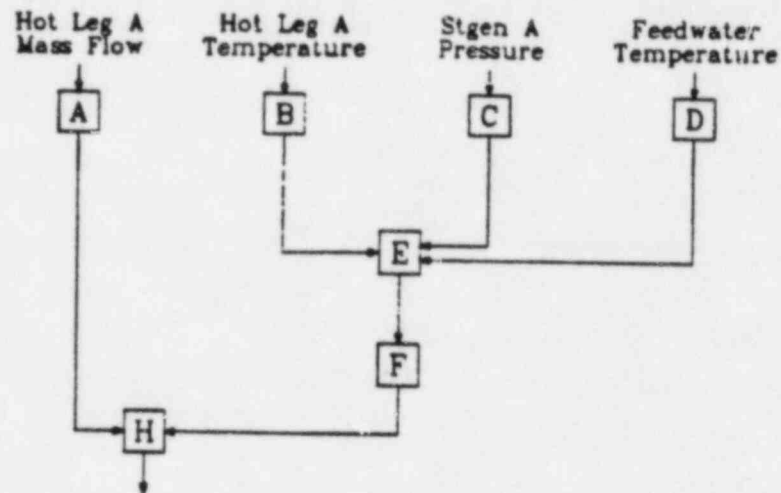 Hot Leg A
Mass Flow
Hot Leg A
Temperature
Stgen A
Pressure
Feedwater
Temperature
A
B
C
D
E
F
H